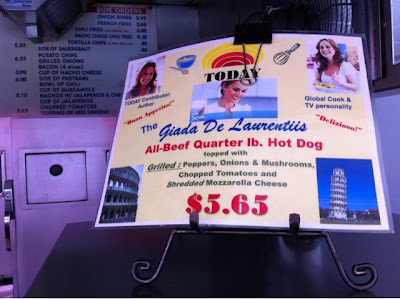 SIDE ORDERS
ONION RINGS 3.95
FRENCH FRIES
NACHO CHEESE CHILI FRIES
CHILI FRIES
TORTILLA CHIPS
5.25 SIDE OF SAUERKRAUT
POTATO CHIPS
GRILLED ONIONS
BACON
CUP OF NACHO CHEESE
SIDE OF PASTRAMI
BOWL OF CHILI
CUP OF GUACAMOLE
NACHOS W/ JALAPENOS &
CUP OF JALAPENOS
CHOPPED TOMATOES
TOPPING OF RED ONIONS
TODAY
TODAY Contributor,
Author
"Buon Appetito!"
Global Cook &
TV personality
"Delizioso!"
The Giada De Laurentiis
All-Beef Quarter lb. Hot Dog
topped with
Grilled : Peppers, Onions & Mushrooms,
Chopped Tomatoes and
Shredded Mozzarella Cheese
$5.65